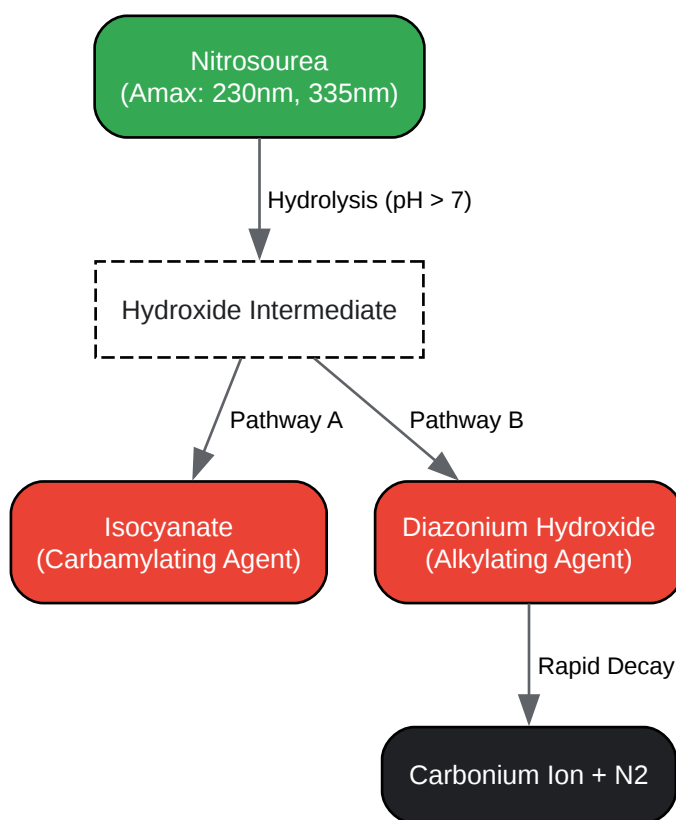 Nitrosourea
(Amax: 230nm, 335nm)
Hydrolysis (pH > 7)
Hydroxide Intermediate
Pathway A
Pathway B
Isocyanate
(Carbamylating Agent)
Diazonium Hydroxide
(Alkylating Agent)
Rapid Decay
Carbonium Ion + N2